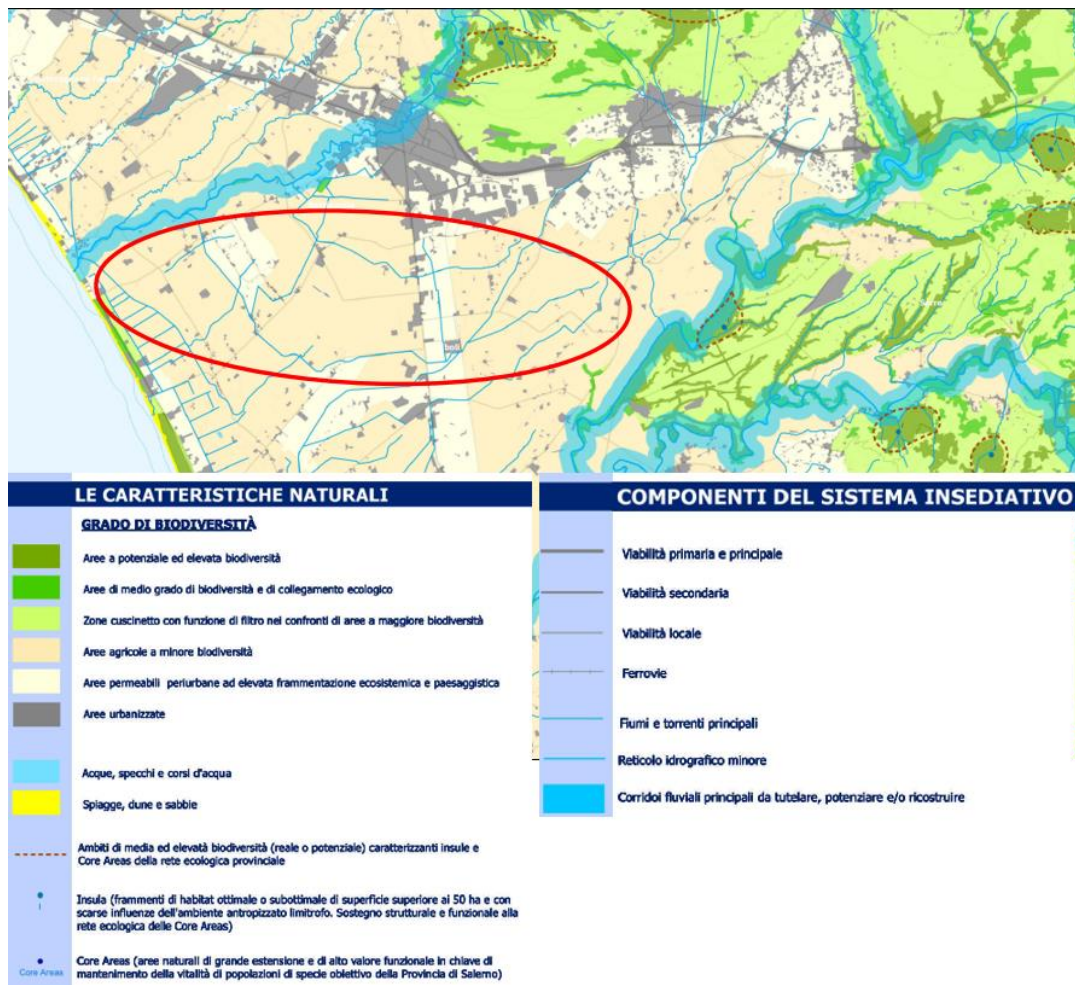 LE CARATTERISTICHE NATURALI
GRADO DI BIODIVERSITÀ
Aree a potenziale ed elevata biodiversità
Aree di medio grado di biodiversità e di collegamento ecologico
Zone cuscinetto con funzione di filtro nei confronti di aree a maggiore biodiversità
Aree agricole a minore biodiversità
Aree permeabili periurbane ad elevata frammentazione ecosistemica e paesaggistica
Aree urbanizzate
Acque, specchi e corsi d'acqua
Spiagge, dune e sabbie
Ambiti di media ed elevatà biodiversità (reale o potenziale) caratterizzanti insule e
Core Areas della rete ecologica provinciale
I
Insula (frammenti di habitat ottimale o subottimale di superficie superiore ai 50 ha e con
scarse influenze dell'ambiente antropizzato limitrofo. Sostegno strutturale e funzionale alla
rete ecologica delle Core Areas)
Core Areas
Core Areas (aree naturali di grande estensione e di alto valore funzionale in chiave di
mantenimento della vitalità di popolazioni di specie obiettivo della Provincia di Salerno)
COMPONENTI DEL SISTEMA INSEDIATIVO
Viabilità primaria e principale
Viabilità secondaria
Viabilità locale
Ferrovie
Fiumi e torrenti principali
Reticolo idrografico minore
Corridoi fluviali principali da tutelare, potenziare e/o ricostruire